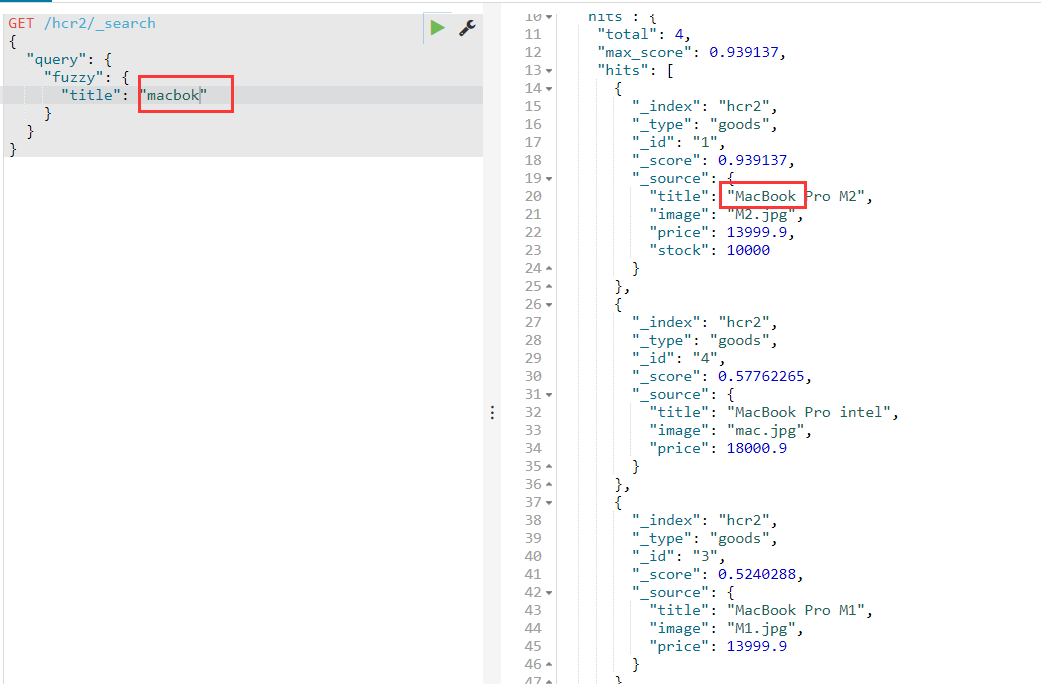 GET /hcr2/_search
{
  "query": {
    "fuzzy": {
      "title": "macbok"
    }
  }
}
10 hits : {
11 "total": 4,
12 "max_score": 0.939137,
13 "hits": [
14 {
15 "_index": "hcr2",
16 "_type": "goods",
17 "_id": "1",
18 "_score": 0.939137,
19 "_source": {
20 "title": "MacBook Pro M2",
21 "image": "M2.jpg",
22 "price": 13999.9,
23 "stock": 10000
24 }
25 },
26 {
27 "_index": "hcr2",
28 "_type": "goods",
29 "_id": "4",
30 "_score": 0.57762265,
31 "_source": {
32 "title": "MacBook Pro intel",
33 "image": "mac.jpg",
34 "price": 18000.9
35 }
36 },
37 {
38 "_index": "hcr2",
39 "_type": "goods",
40 "_id": "3",
41 "_score": 0.5240288,
42 "_source": {
43 "title": "MacBook Pro M1",
44 "image": "M1.jpg",
45 "price": 13999.9
46 }
47 }